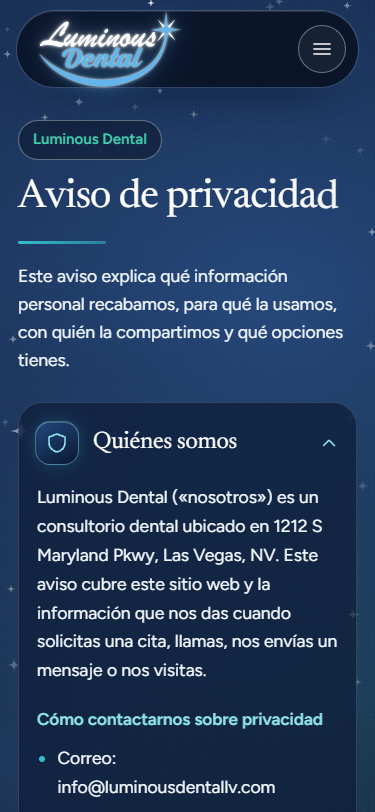 Luminous
Dental
Luminous Dental
Aviso de privacidad
Este aviso explica qué información
personal recabamos, para qué la usamos,
con quién la compartimos y qué opciones
tienes.
Quiénes somos
Luminous Dental («nosotros») es un
consultorio dental ubicado en 1212 S
Maryland Pkwy, Las Vegas, NV. Este
aviso cubre este sitio web y la
información que nos das cuando
solicitas una cita, llamas, nos envías un
mensaje o nos visitas.
Cómo contactarnos sobre privacidad
• Correo:
info@luminousdentallv.com